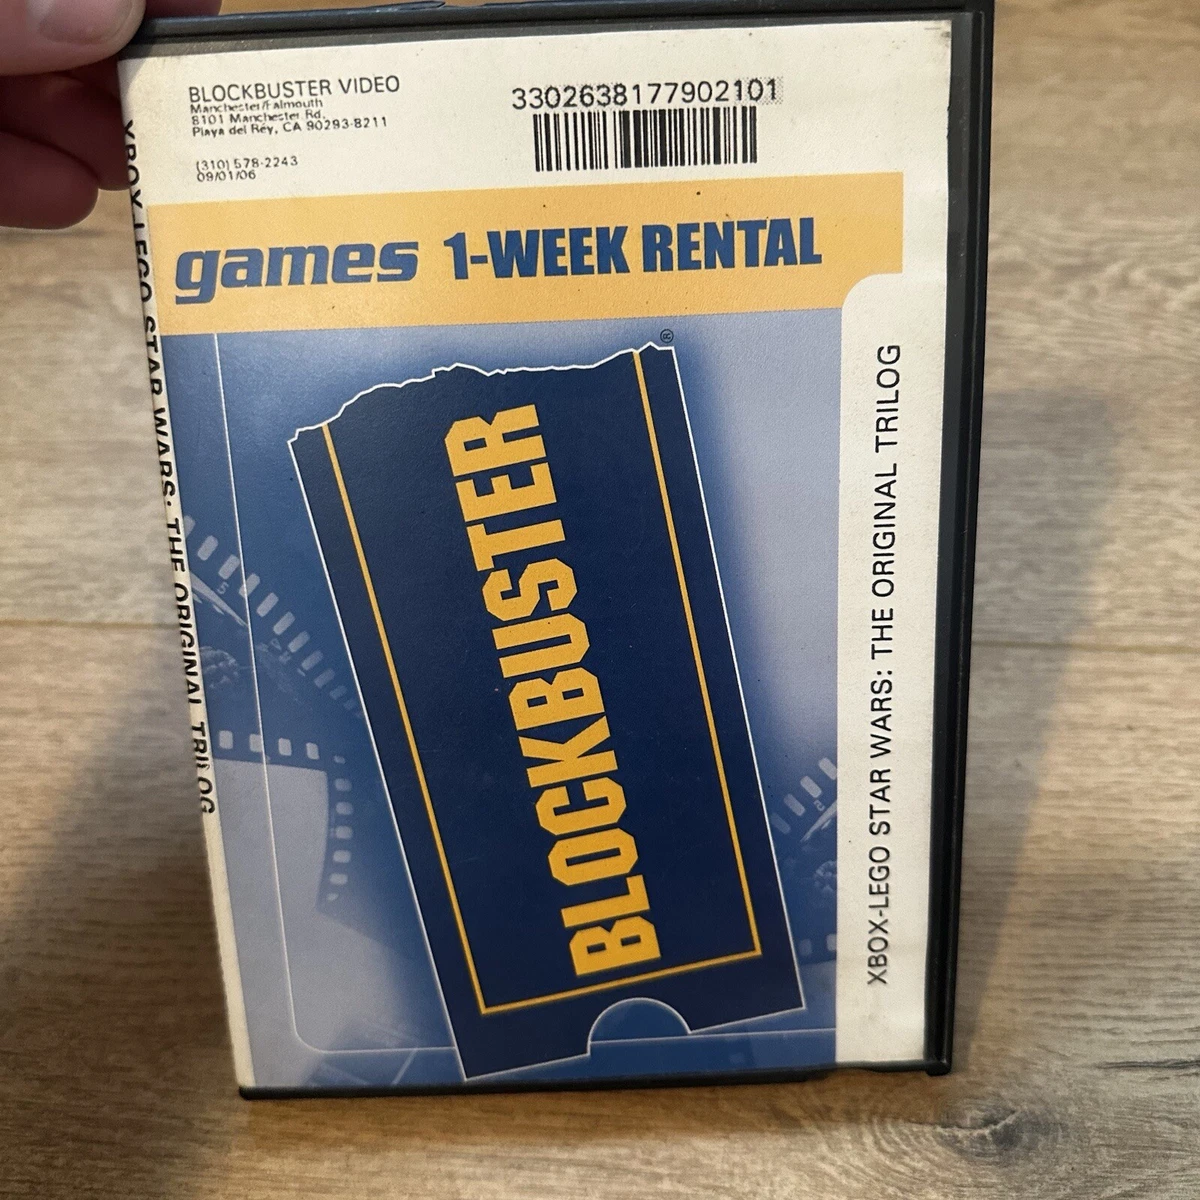 BLOCKBUSTER VIDEO
Manchester/Falmouth
8101 Manchester Rd.
Playa del Rey, CA 90293-8211
(310) 578-2243
09/01/06
3302638177902101
games 1-WEEK RENTAL
BLOCKBUSTER®
XBOX-LEGO STAR WARS: THE ORIGINAL TRILOG
XBOX LEGO STAR WARS: THE ORIGINAL TRILOG